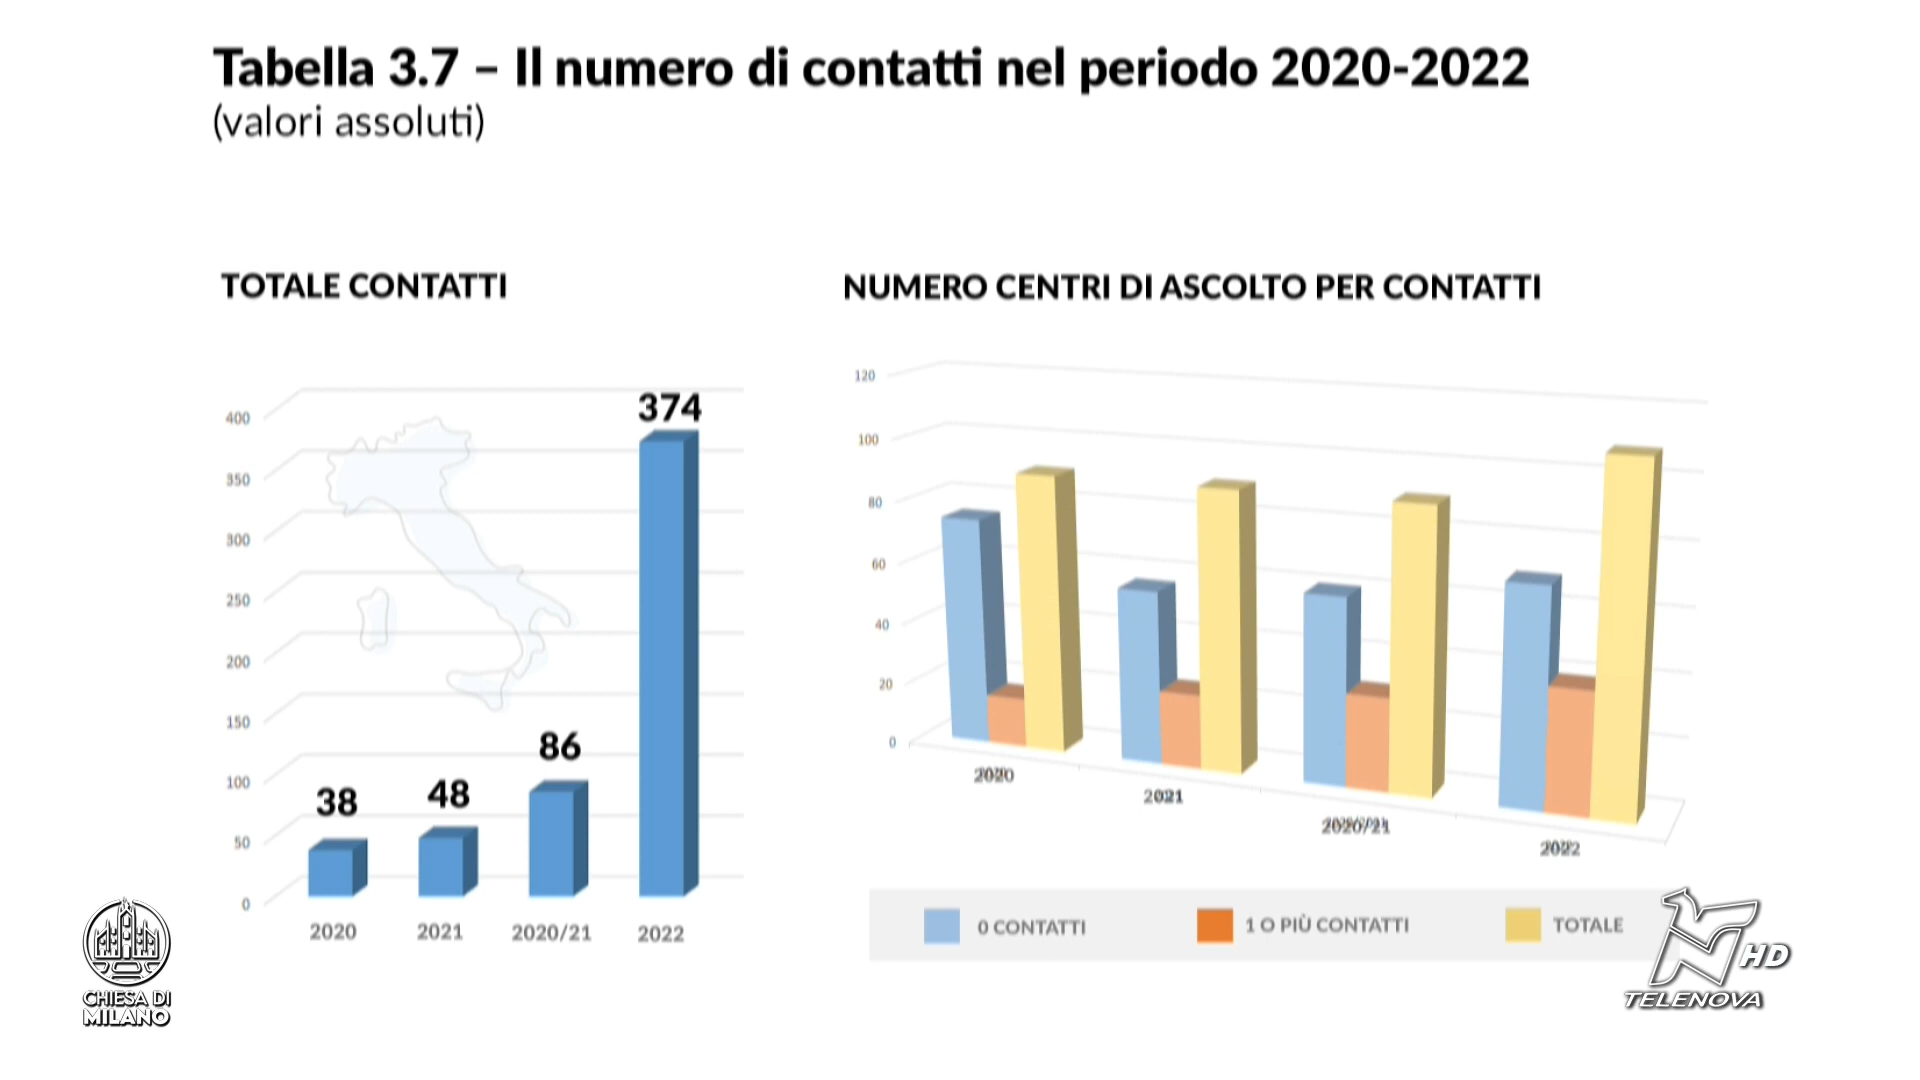 Tabella 3.7 – Il numero di contatti nel periodo 2020-2022
(valori assoluti)
TOTALE CONTATTI
400
350
300
250
200
150
100
50
0
38
48
86
374
2020
2021
2020/21
2022
NUMERO CENTRI DI ASCOLTO PER CONTATTI
120
100
80
60
40
20
0
2020
2021
2020/21
2022
0 CONTATTI
1 O PIÙ CONTATTI
TOTALE
CHIESA DI
MILANO
HD
TELENOVA